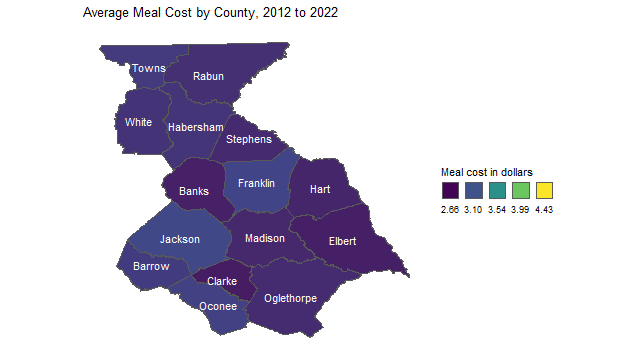 Average Meal Cost by County, 2012 to 2022
Towns
Rabun
White
Habersham
Stephens
Banks
Franklin
Hart
Jackson
Madison
Elbert
Barrow
Clarke
Oconee
Oglethorpe
Meal cost in dollars
2.66 3.10 3.54 3.99 4.43